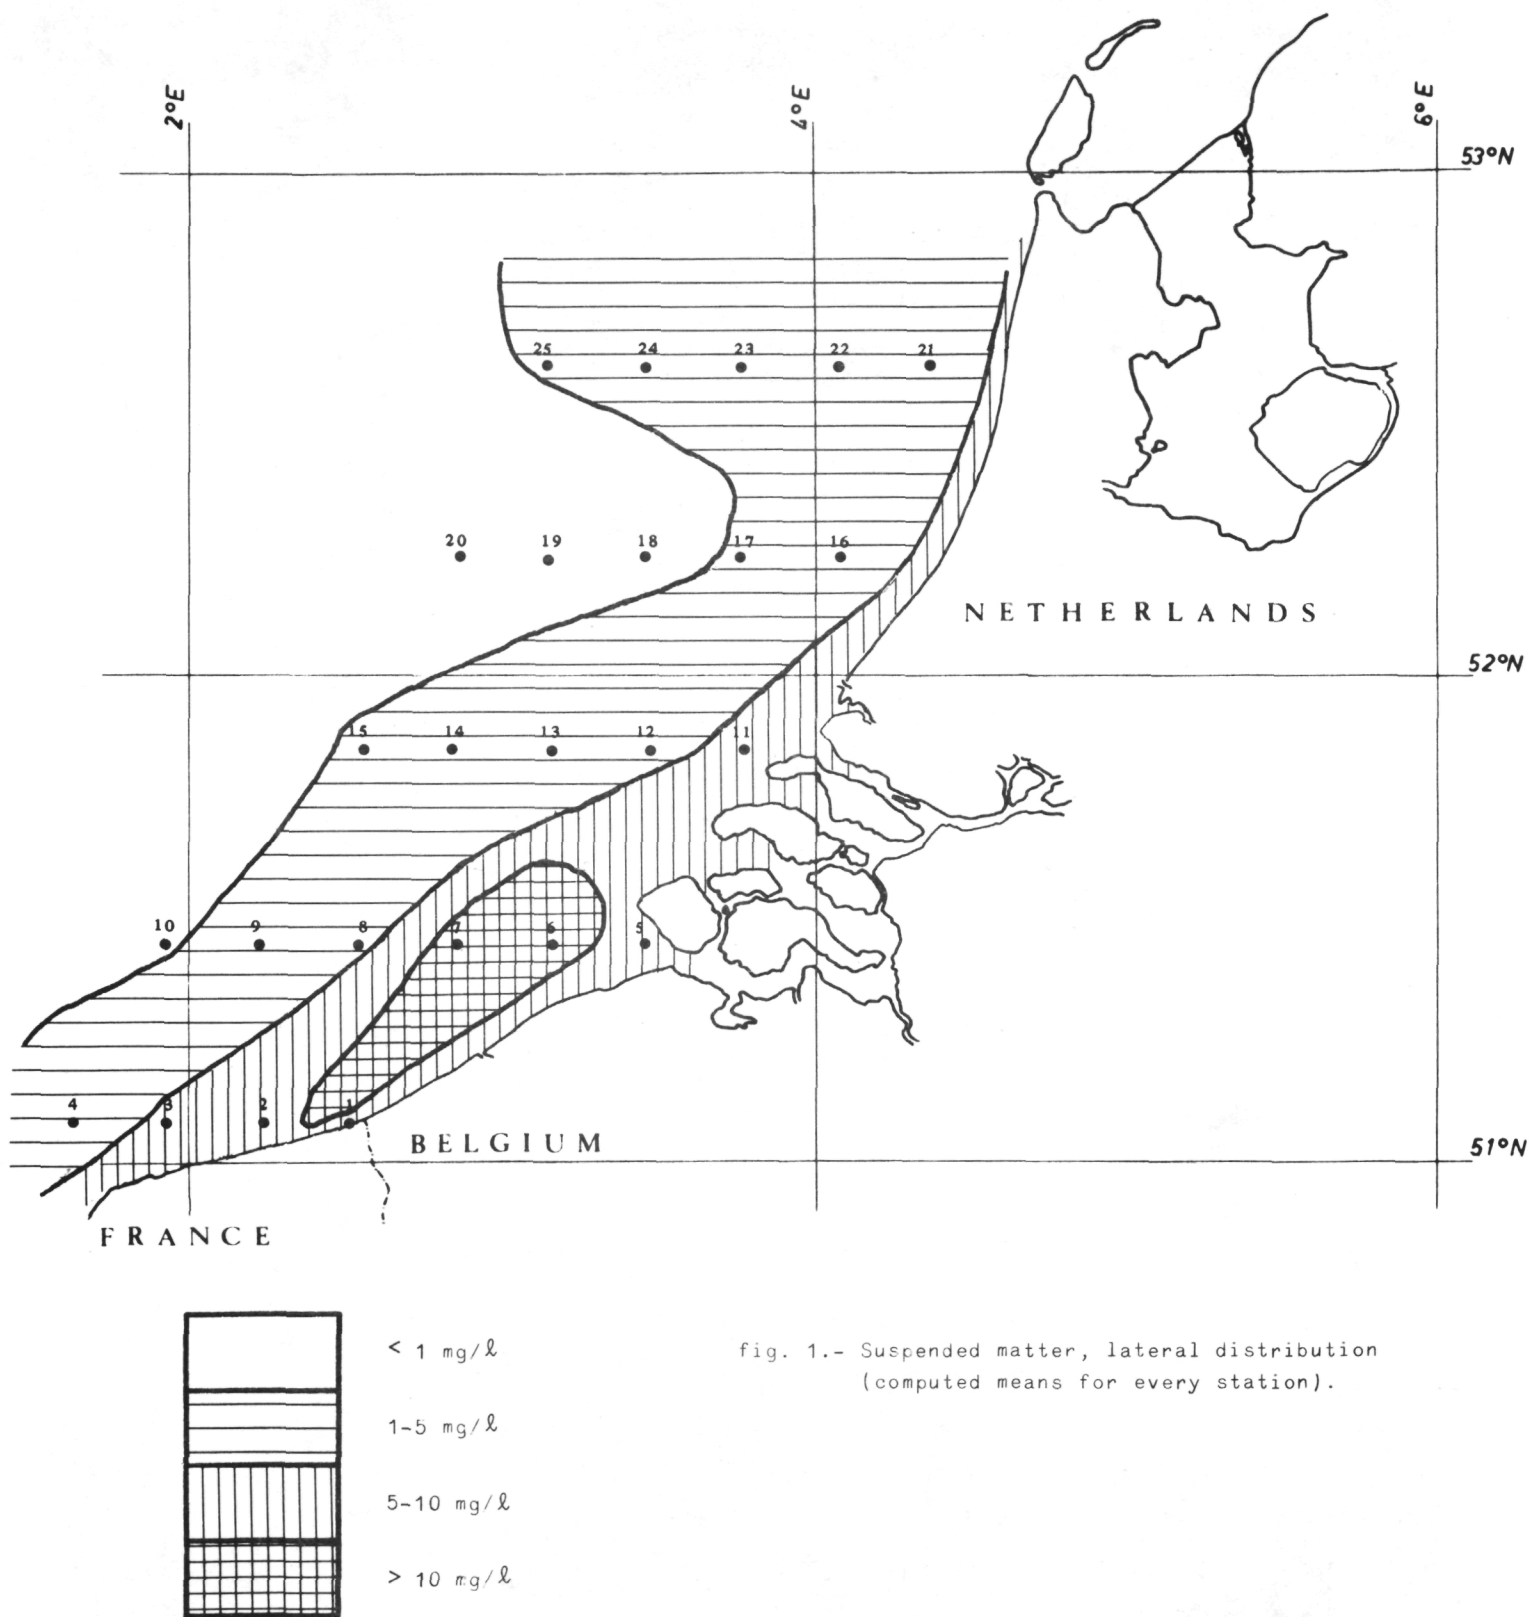 2°E
4°E
6°E
53°N
25 24 23 22 21
20 19 18 17 16
NETHERLANDS
52°N
15 14 13 12 11
10 9 8 7 6 5
4 3 2 1
BELGIUM
51°N
FRANCE
< 1 mg/ℓ
1-5 mg/ℓ
5-10 mg/ℓ
> 10 mg/ℓ
fig. 1.- Suspended matter, lateral distribution
(computed means for every station).